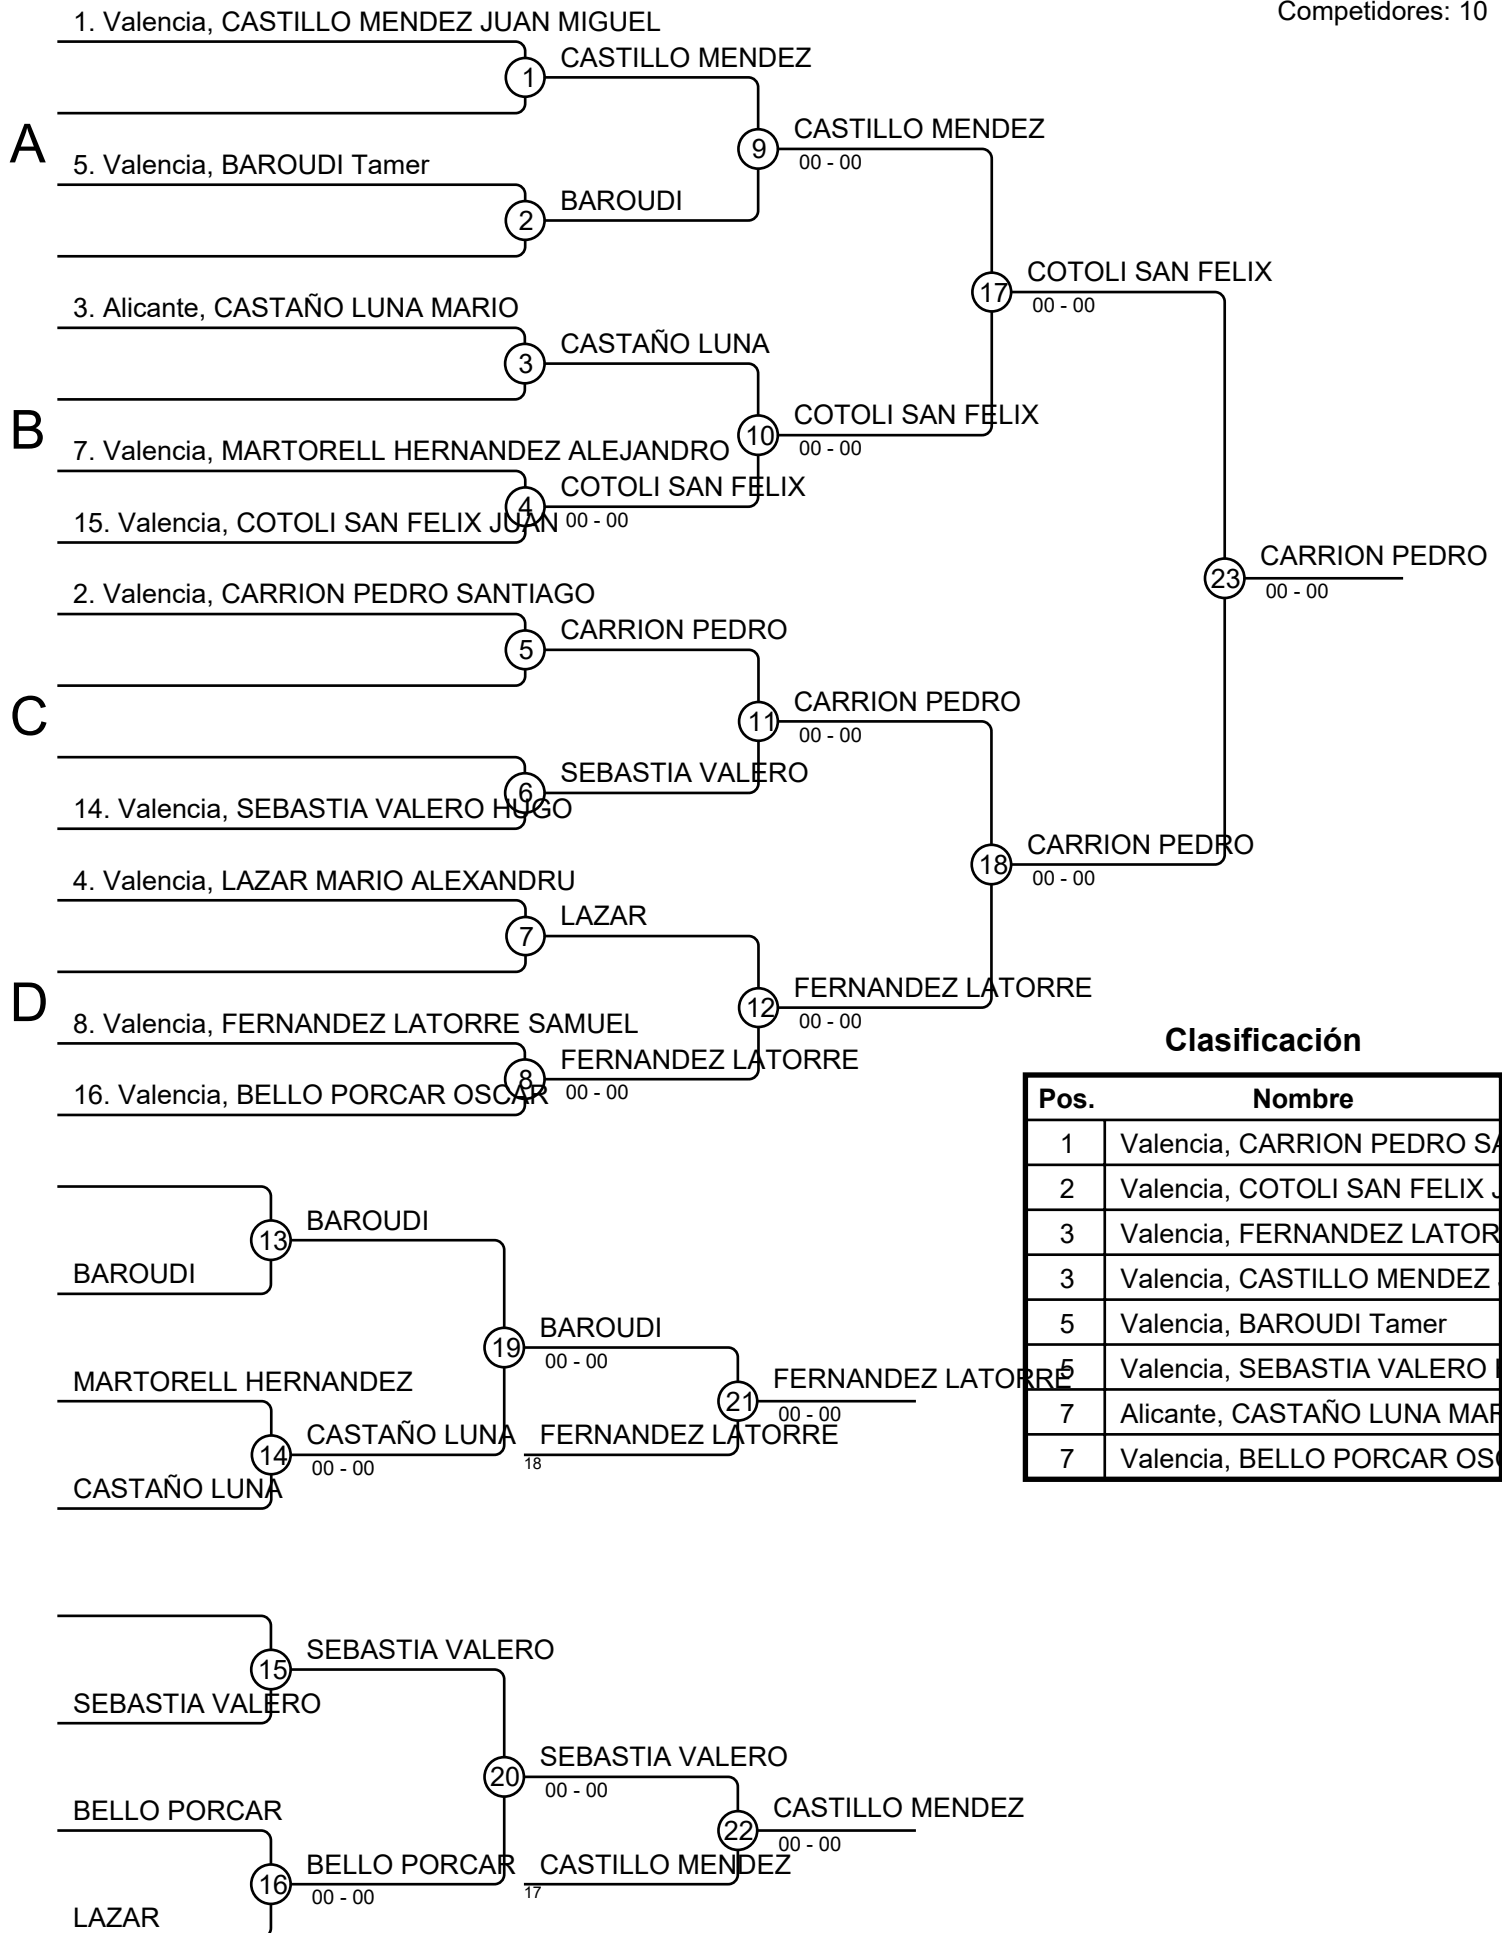 Competidores: 10
1. Valencia, CASTILLO MENDEZ JUAN MIGUEL
1
CASTILLO MENDEZ
A
9
CASTILLO MENDEZ
00 - 00
5. Valencia, BAROUDI Tamer
2
BAROUDI
17
COTOLI SAN FELIX
00 - 00
3. Alicante, CASTAÑO LUNA MARIO
3
CASTAÑO LUNA
B
10
COTOLI SAN FELIX
00 - 00
7. Valencia, MARTORELL HERNANDEZ ALEJANDRO
4
COTOLI SAN FELIX
00 - 00
15. Valencia, COTOLI SAN FELIX JUAN
23
CARRION PEDRO
00 - 00
2. Valencia, CARRION PEDRO SANTIAGO
5
CARRION PEDRO
C
11
CARRION PEDRO
00 - 00
6
SEBASTIA VALERO
14. Valencia, SEBASTIA VALERO HUGO
18
CARRION PEDRO
00 - 00
4. Valencia, LAZAR MARIO ALEXANDRU
7
LAZAR
D
12
FERNANDEZ LATORRE
00 - 00
8. Valencia, FERNANDEZ LATORRE SAMUEL
8
FERNANDEZ LATORRE
00 - 00
16. Valencia, BELLO PORCAR OSCAR
Clasificación
Pos. Nombre
1 Valencia, CARRION PEDRO SA
2 Valencia, COTOLI SAN FELIX J
3 Valencia, FERNANDEZ LATOR
3 Valencia, CASTILLO MENDEZ
5 Valencia, BAROUDI Tamer
5 Valencia, SEBASTIA VALERO
7 Alicante, CASTAÑO LUNA MAR
7 Valencia, BELLO PORCAR OSC
13
BAROUDI
BAROUDI
19
BAROUDI
00 - 00
MARTORELL HERNANDEZ
21
FERNANDEZ LATORRE
00 - 00
14
CASTAÑO LUNA
00 - 00
FERNANDEZ LATORRE
18
CASTAÑO LUNA
15
SEBASTIA VALERO
SEBASTIA VALERO
20
SEBASTIA VALERO
00 - 00
BELLO PORCAR
22
CASTILLO MENDEZ
00 - 00
16
BELLO PORCAR
00 - 00
CASTILLO MENDEZ
17
LAZAR